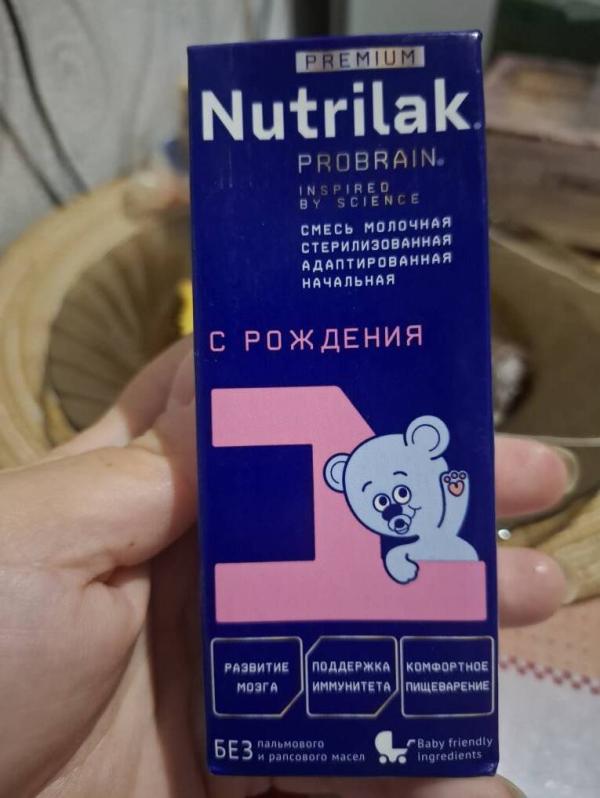 PREMIUM
Nutrilak®
PROBRAIN®
INSPIRED
BY SCIENCE
СМЕСЬ МОЛОЧНАЯ
СТЕРИЛИЗОВАННАЯ
АДАПТИРОВАННАЯ
НАЧАЛЬНАЯ
С РОЖДЕНИЯ
1
РАЗВИТИЕ
МОЗГА
ПОДДЕРЖКА
ИММУНИТЕТА
КОМФОРТНОЕ
ПИЩЕВАРЕНИЕ
БЕЗ пальмового
и рапсового масел
Baby friendly
ingredients